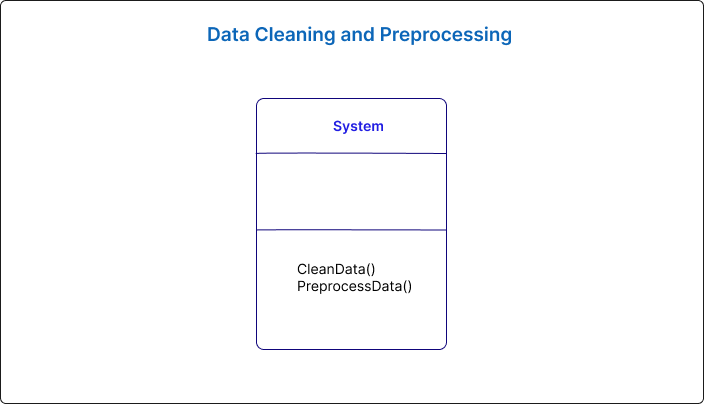 Data Cleaning and Preprocessing
System
CleanData()
PreprocessData()